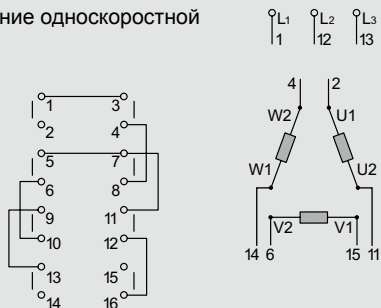 ние односкоростной
L1 L2 L3
1 12 13
4 2
W2 U1
W1 U2
V2 V1
14 6 15 11
1 3
2 4
5 7
6 8
9 11
10 12
13 15
14 16